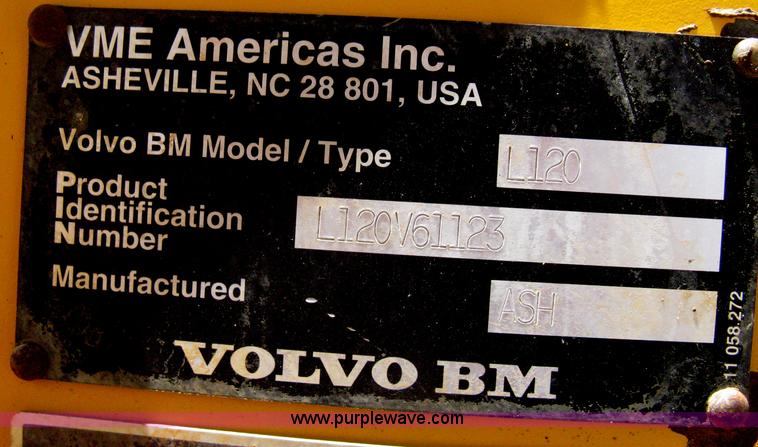 VME Americas Inc.
ASHEVILLE, NC 28 801, USA
Volvo BM Model / Type L120
Product
Identification
Number L120V61123
Manufactured ASH
VOLVO BM
11 058.272
www.purplewave.com